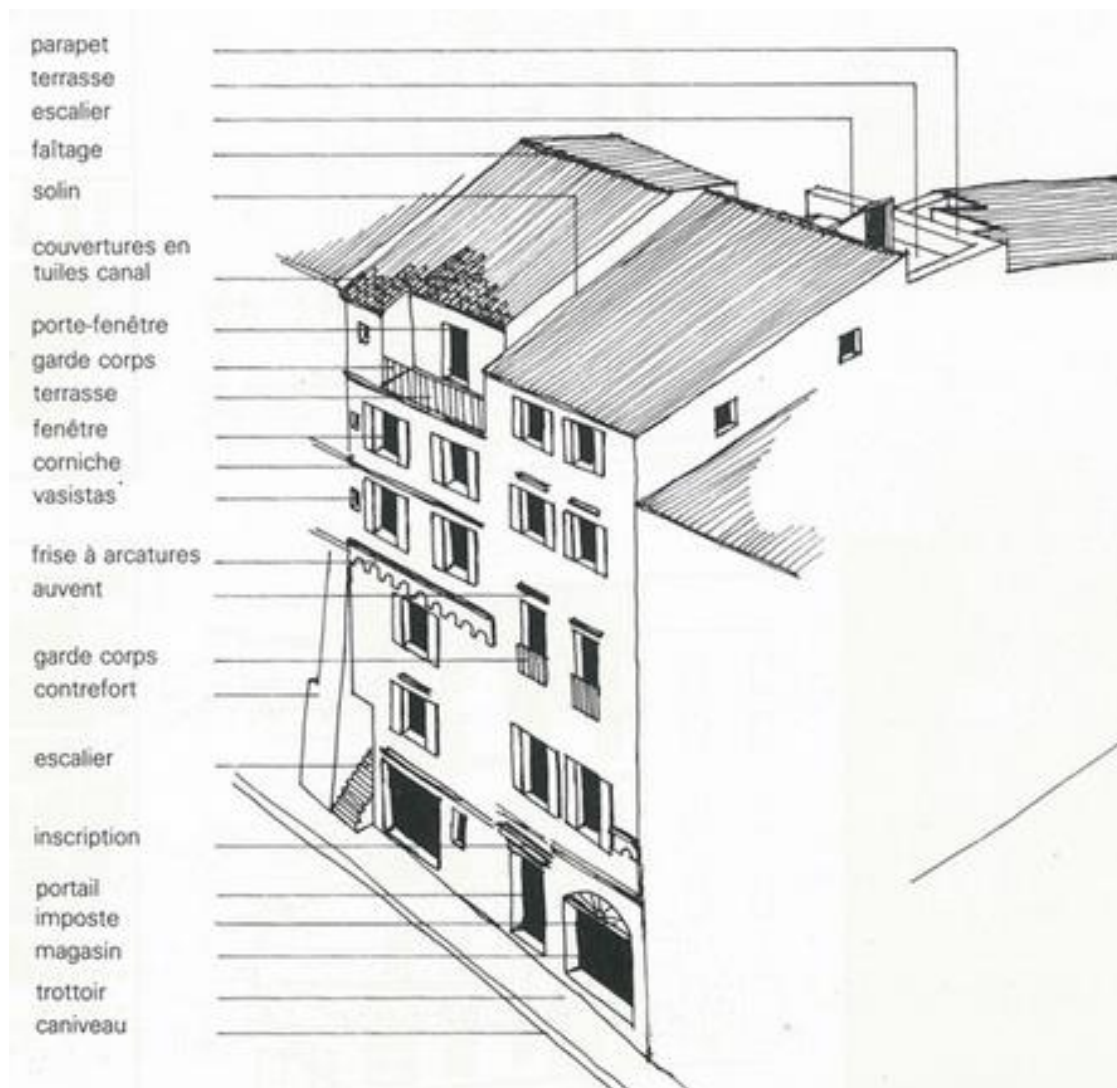 parapet
terrasse
escalier
faîtage
solin
couvertures en
tuiles canal
porte-fenêtre
garde corps
terrasse
fenêtre
corniche
vasistas
frise à arcatures
auvent
garde corps
contrefort
escalier
inscription
portail
imposte
magasin
trottoir
caniveau